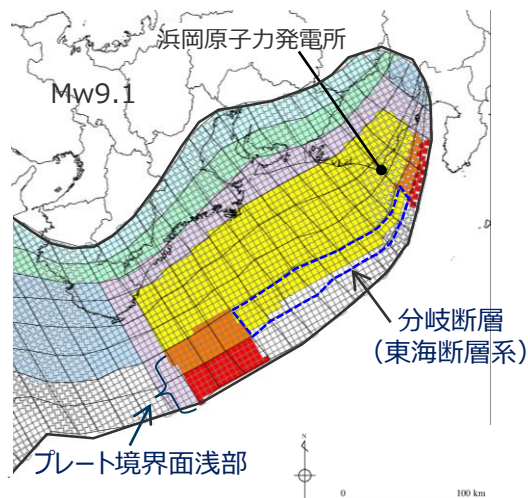 浜岡原子力発電所
Mw9.1
分岐断層
（東海断層系）
プレート境界面浅部
N
0 100 km